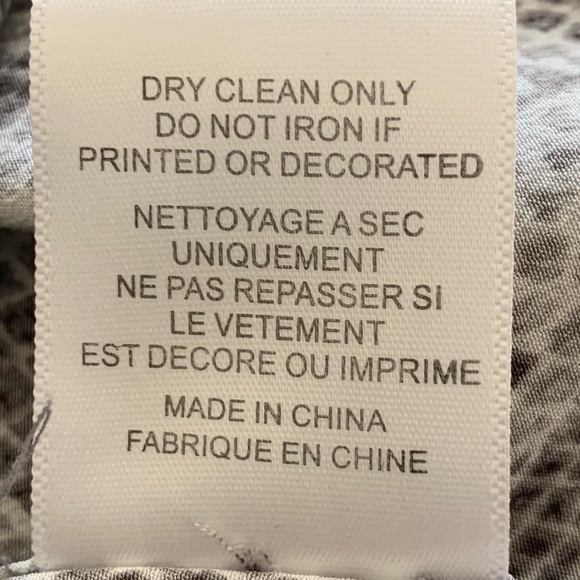 DRY CLEAN ONLY
DO NOT IRON IF
PRINTED OR DECORATED
NETTOYAGE A SEC
UNIQUEMENT
NE PAS REPASSER SI
LE VETEMENT
EST DECORE OU IMPRIME
MADE IN CHINA
FABRIQUE EN CHINE